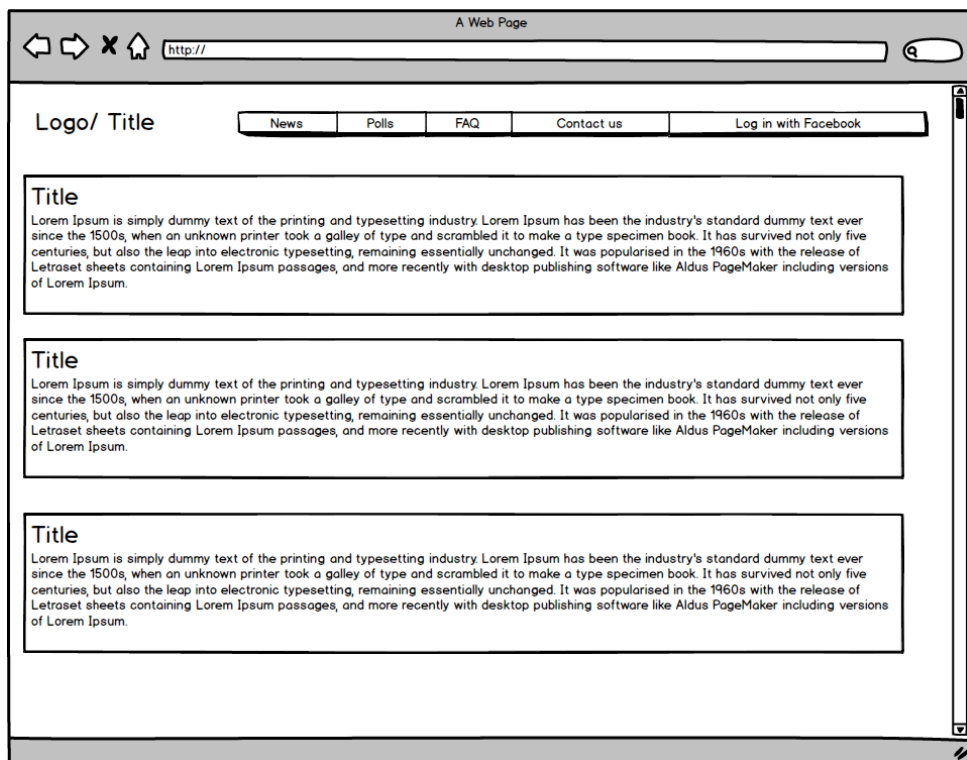 A Web Page
http://
Logo/ Title
News Polls FAQ Contact us Log in with Facebook
Title
Lorem Ipsum is simply dummy text of the printing and typesetting industry. Lorem Ipsum has been the industry's standard dummy text ever
since the 1500s, when an unknown printer took a galley of type and scrambled it to make a type specimen book. It has survived not only five
centuries, but also the leap into electronic typesetting, remaining essentially unchanged. It was popularised in the 1960s with the release of
Letraset sheets containing Lorem Ipsum passages, and more recently with desktop publishing software like Aldus PageMaker including versions
of Lorem Ipsum.
Title
Lorem Ipsum is simply dummy text of the printing and typesetting industry. Lorem Ipsum has been the industry's standard dummy text ever
since the 1500s, when an unknown printer took a galley of type and scrambled it to make a type specimen book. It has survived not only five
centuries, but also the leap into electronic typesetting, remaining essentially unchanged. It was popularised in the 1960s with the release of
Letraset sheets containing Lorem Ipsum passages, and more recently with desktop publishing software like Aldus PageMaker including versions
of Lorem Ipsum.
Title
Lorem Ipsum is simply dummy text of the printing and typesetting industry. Lorem Ipsum has been the industry's standard dummy text ever
since the 1500s, when an unknown printer took a galley of type and scrambled it to make a type specimen book. It has survived not only five
centuries, but also the leap into electronic typesetting, remaining essentially unchanged. It was popularised in the 1960s with the release of
Letraset sheets containing Lorem Ipsum passages, and more recently with desktop publishing software like Aldus PageMaker including versions
of Lorem Ipsum.